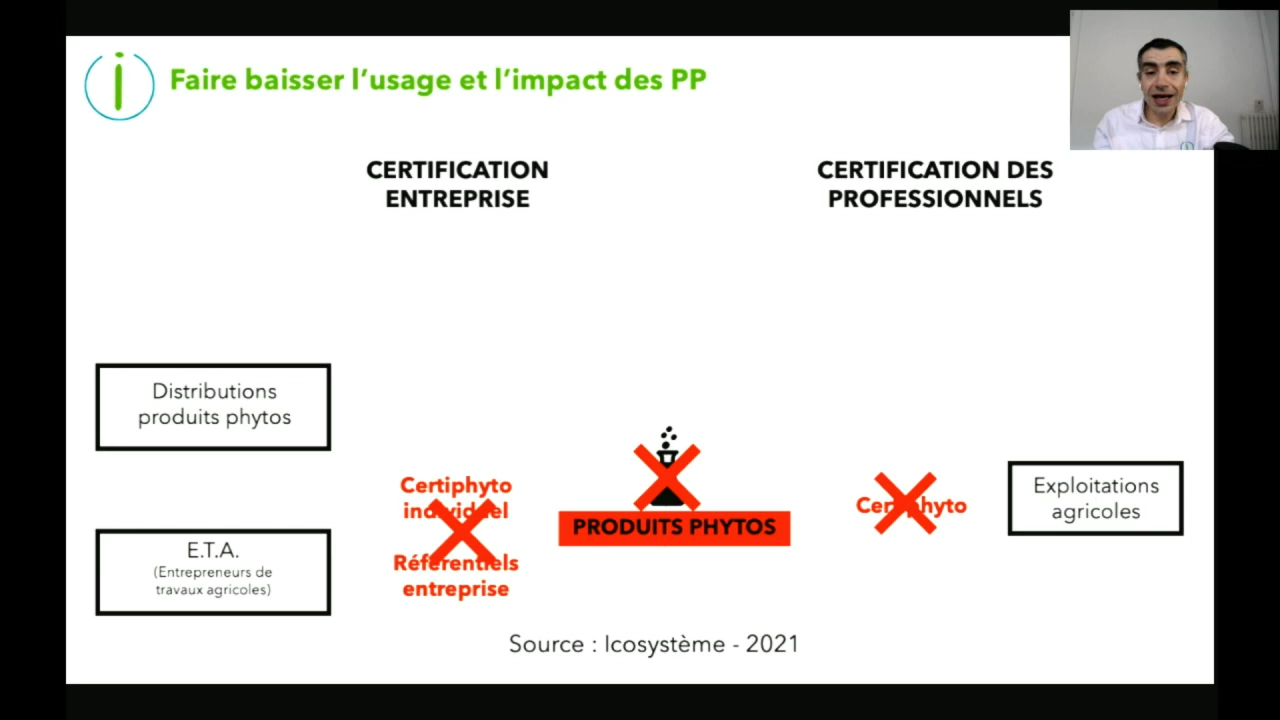 Faire baisser l'usage et l'impact des PP
CERTIFICATION
ENTREPRISE
CERTIFICATION DES
PROFESSIONNELS
Distributions
produits phytos
E.T.A.
(Entrepreneurs de
travaux agricoles)
Certiphyto
individuel
Référentiels
entreprise
PRODUITS PHYTOS
Certiphyto
Exploitations
agricoles
Source : Icosystème - 2021